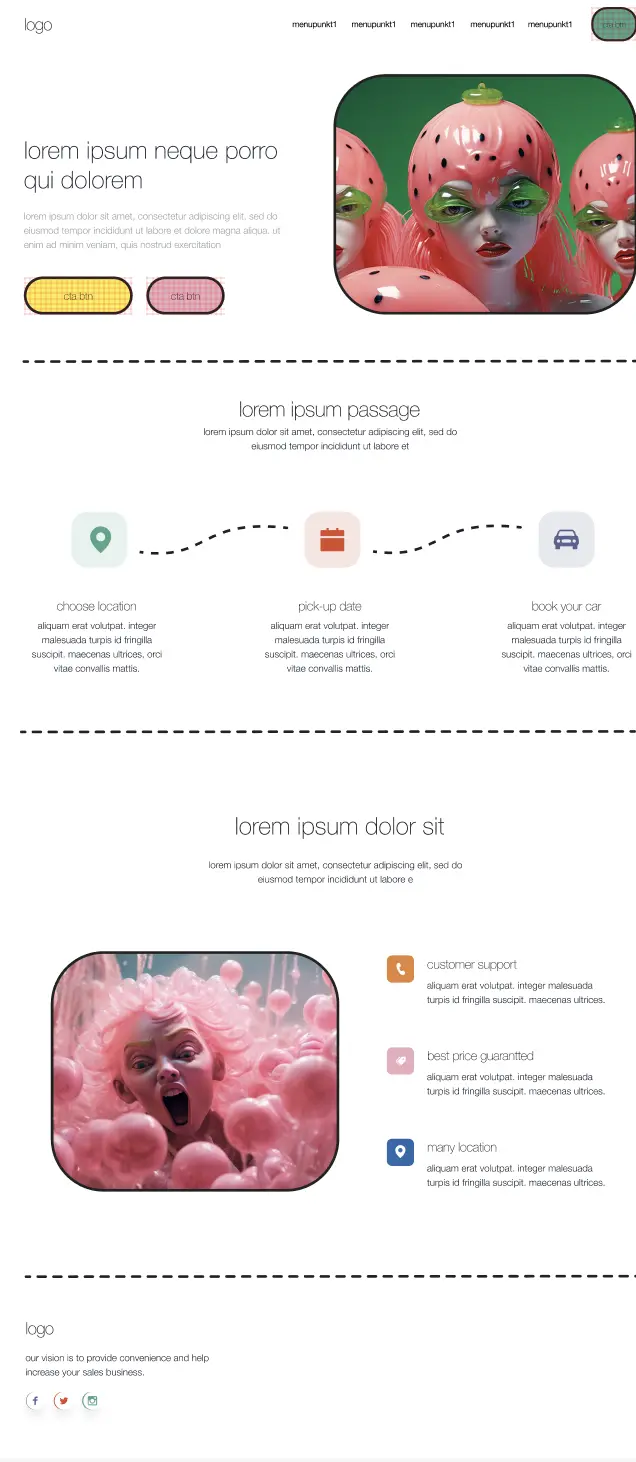 logo
menupunkt1 menupunkt1 menupunkt1 menupunkt1 menupunkt1
cta btn
lorem ipsum neque porro
qui dolorem
lorem ipsum dolor sit amet, consectetur adipiscing elit, sed do
eiusmod tempor incididunt ut labore et dolore magna aliqua. ut
enim ad minim veniam, quis nostrud exercitation
cta btn cta btn
lorem ipsum passage
lorem ipsum dolor sit amet, consectetur adipiscing elit, sed do
eiusmod tempor incididunt ut labore et
choose location
aliquam erat volutpat. integer
malesuada turpis id fringilla
suscipit. maecenas ultrices, orci
vitae convallis mattis.
pick-up date
aliquam erat volutpat. integer
malesuada turpis id fringilla
suscipit. maecenas ultrices, orci
vitae convallis mattis.
book your car
aliquam erat volutpat. integer
malesuada turpis id fringilla
suscipit. maecenas ultrices, orci
vitae convallis mattis.
lorem ipsum dolor sit
lorem ipsum dolor sit amet, consectetur adipiscing elit, sed do
eiusmod tempor incididunt ut labore e
customer support
aliquam erat volutpat. integer malesuada
turpis id fringilla suscipit. maecenas ultrices.
best price guarantted
aliquam erat volutpat. integer malesuada
turpis id fringilla suscipit. maecenas ultrices.
many location
aliquam erat volutpat. integer malesuada
turpis id fringilla suscipit. maecenas ultrices.
logo
our vision is to provide convenience and help
increase your sales business.